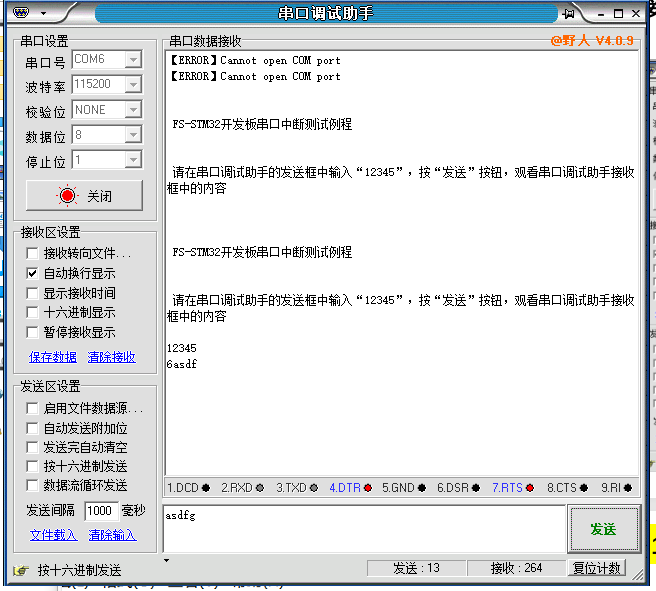 串口调试助手
串口设置
串口号 COM6
波特率 115200
校验位 NONE
数据位 8
停止位 1
关闭
接收区设置
接收转向文件...
自动换行显示
显示接收时间
十六进制显示
暂停接收显示
保存数据 清除接收
发送区设置
启用文件数据源...
自动发送附加位
发送完自动清空
按十六进制发送
数据流循环发送
发送间隔 1000 毫秒
文件载入 清除输入
串口数据接收
@野人 V4.0.9
【ERROR】Cannot open COM port
【ERROR】Cannot open COM port
FS-STM32开发板串口中断测试例程
请在串口调试助手的发送框中输入“12345”，按“发送”按钮，观看串口调试助手接收
框中的内容
FS-STM32开发板串口中断测试例程
请在串口调试助手的发送框中输入“12345”，按“发送”按钮，观看串口调试助手接收
框中的内容
12345
6asdf
1.DCD 2.RXD 3.TXD 4.DTR 5.GND 6.DSR 7.RTS 8.CTS 9.RI
asdfg
发送
按十六进制发送
发送 : 13
接收 : 264
复位计数